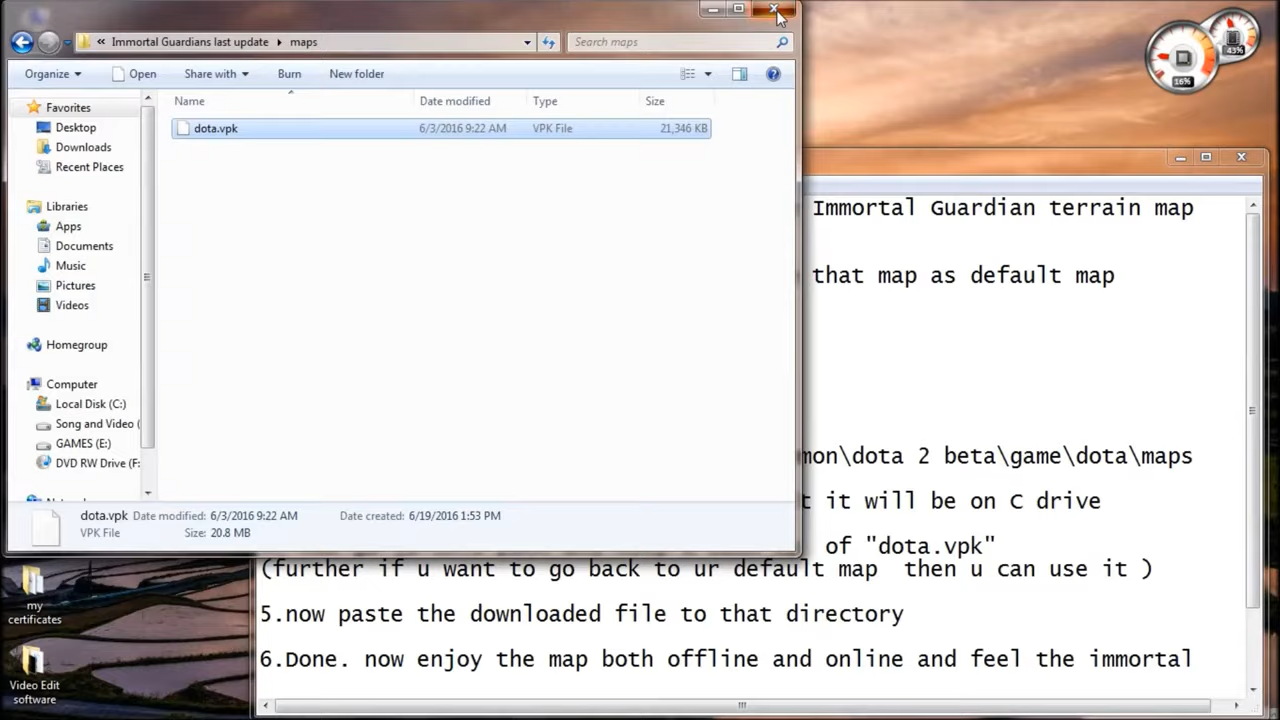 Immortal Guardians last update
maps
Search maps
Organize
Open
Share with
Burn
New folder
Name
Date modified
Type
Size
dota.vpk
6/3/2016 9:22 AM
VPK File
21,346 KB
Favorites
Desktop
Downloads
Recent Places
Libraries
Apps
Documents
Music
Pictures
Videos
Homegroup
Computer
Local Disk (C:)
Song and Video (
GAMES (E:)
DVD RW Drive (F:
dota.vpk Date modified: 6/3/2016 9:22 AM Date created: 6/19/2016 1:53 PM
VPK File Size: 20.8 MB
43%
16%
Immortal Guardian terrain map
that map as default map
mon\dota 2 beta\game\dota\maps
t it will be on C drive
of "dota.vpk"
(further if u want to go back to ur default map then u can use it )
5.now paste the downloaded file to that directory
6.Done. now enjoy the map both offline and online and feel the immortal
my
certificates
Video Edit
software